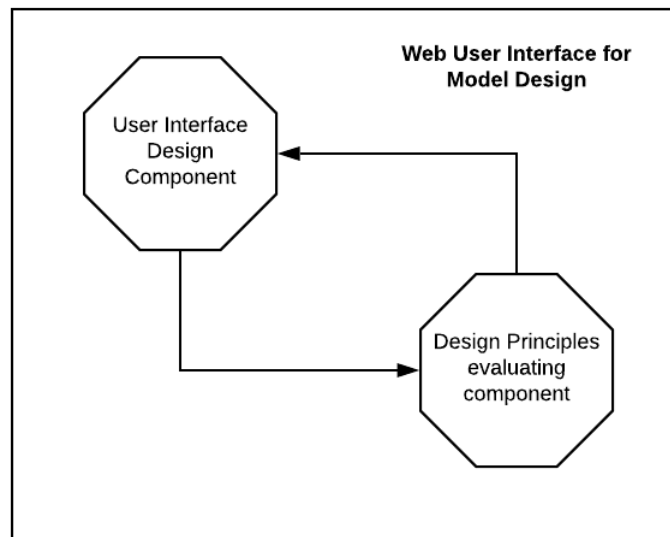 Web User Interface for
Model Design
User Interface
Design
Component
Design Principles
evaluating
component